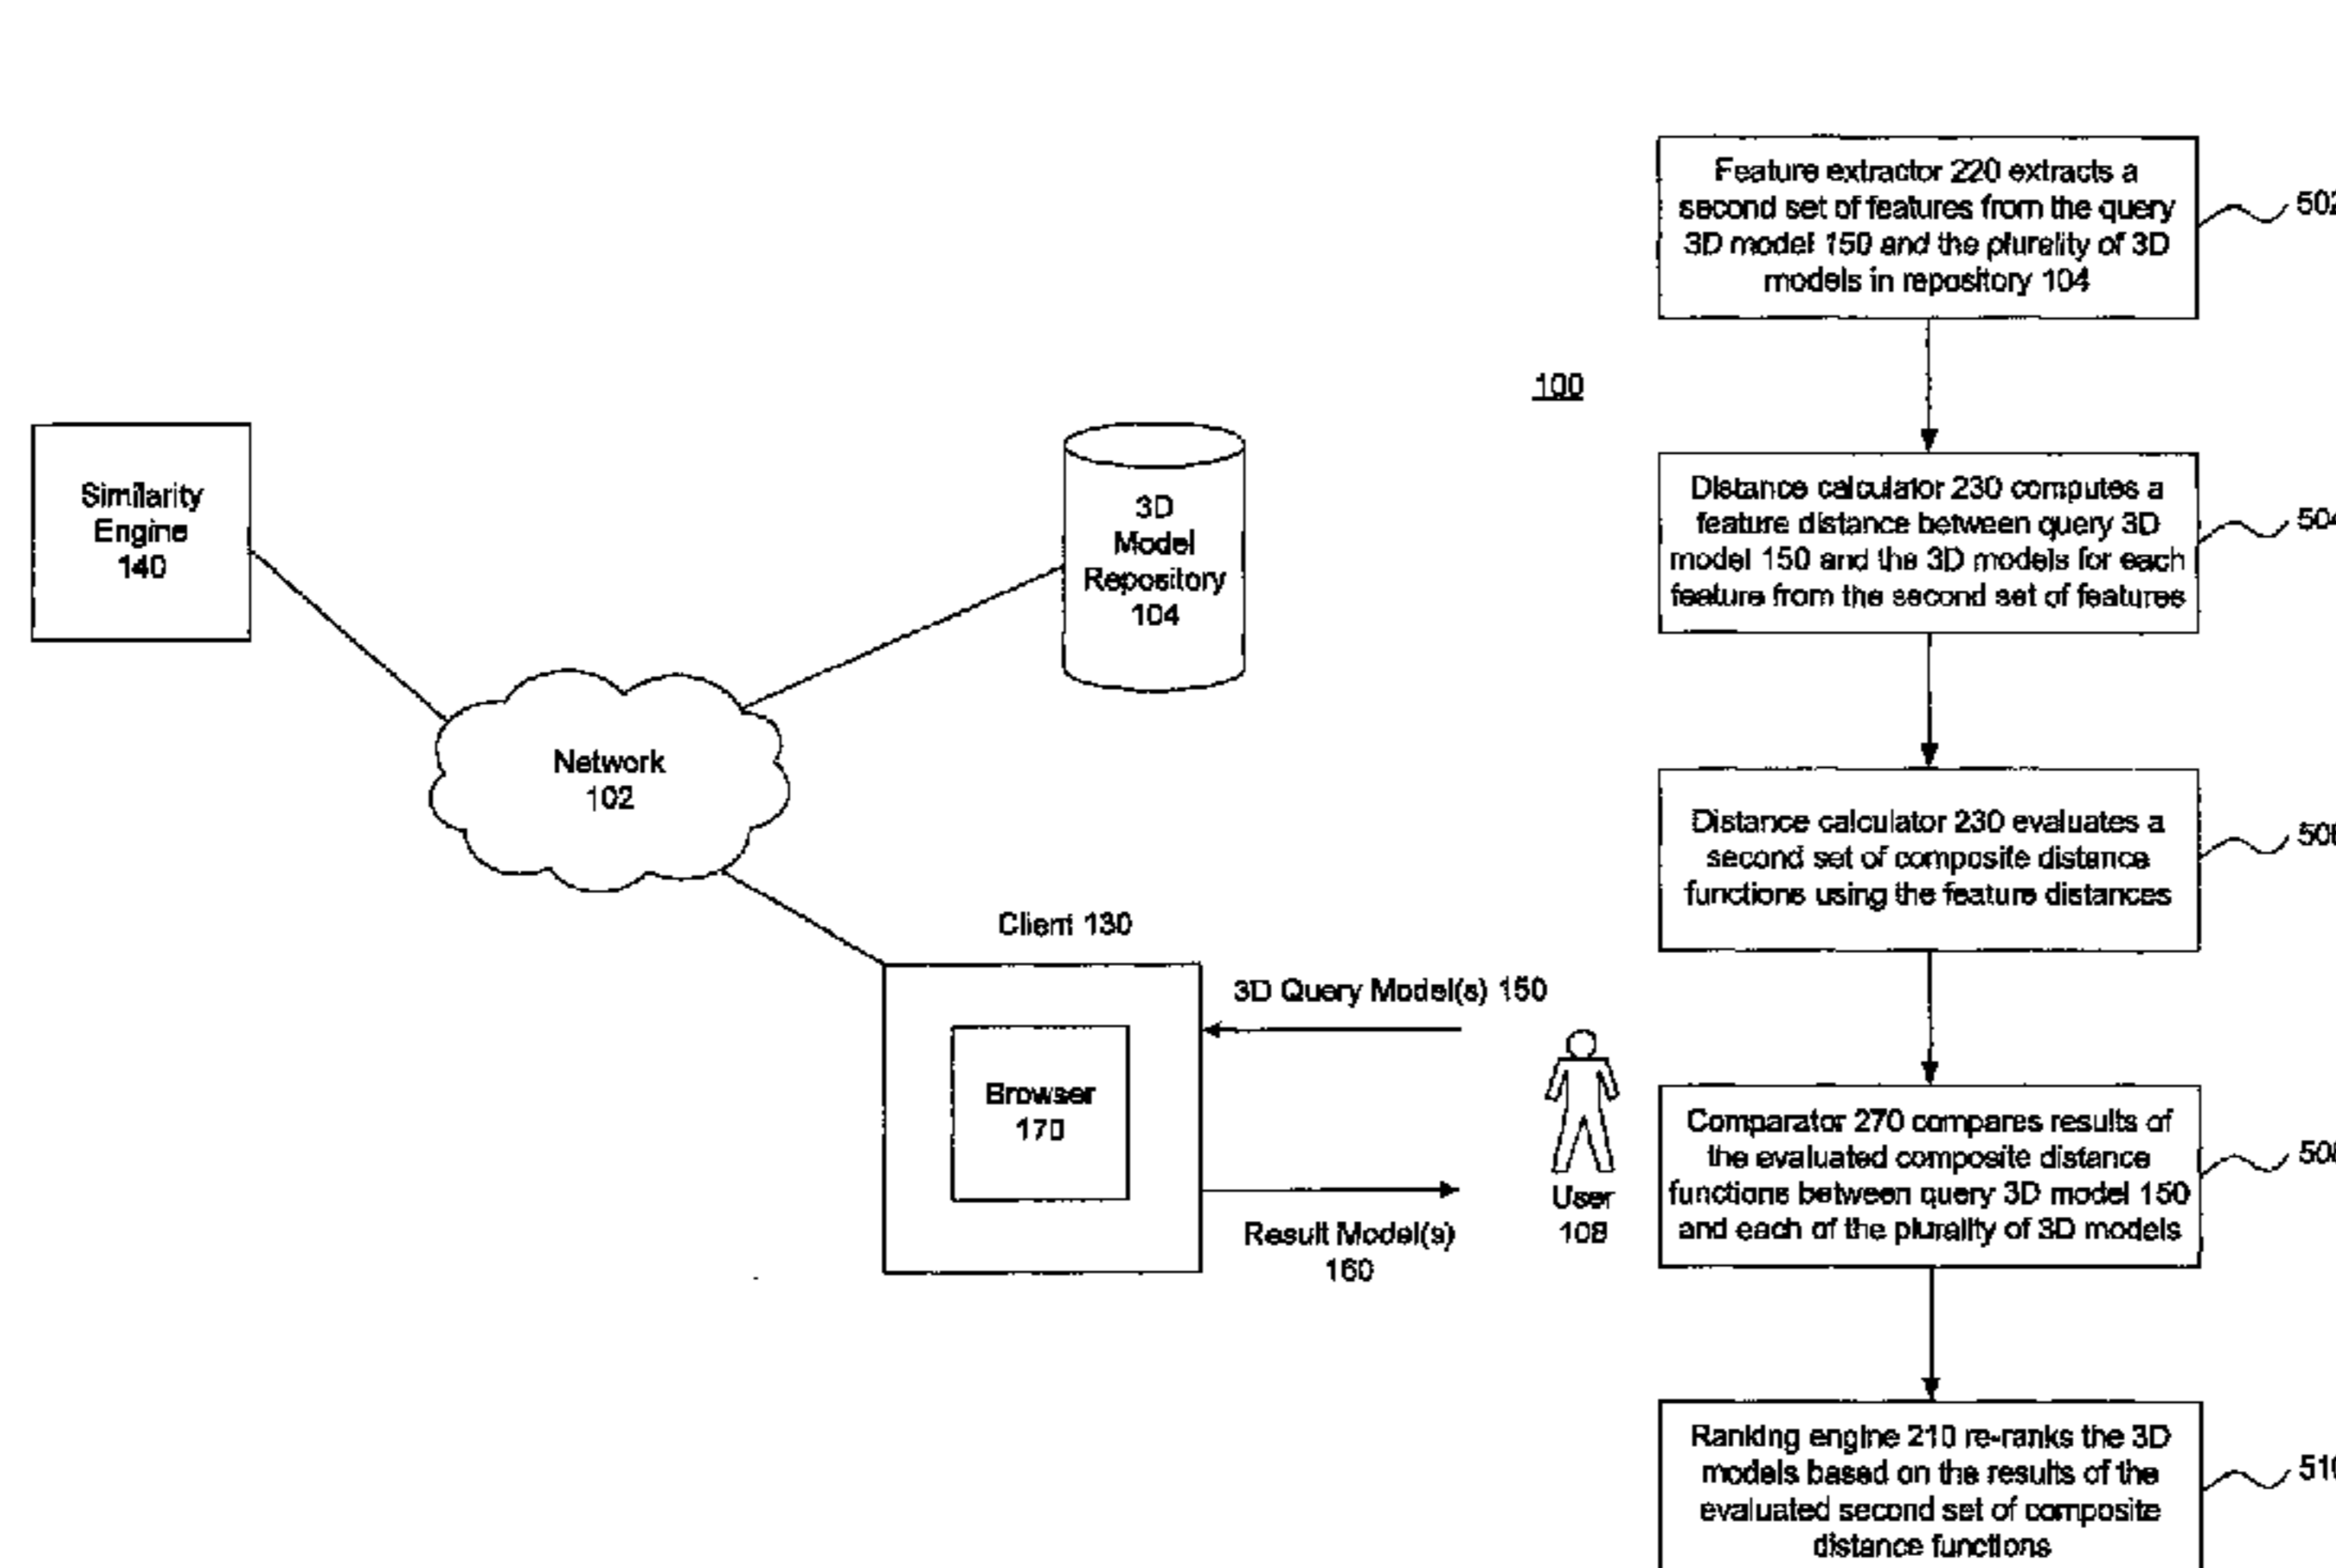 100
Similarity
Engine
140
3D
Model
Repository
104
Network
102
Client 130
Browser
170
3D Query Model(s) 150
Result Model(s)
160
User
108
Feature extractor 220 extracts a
second set of features from the query
3D model 150 and the plurality of 3D
models in repository 104
502
Distance calculator 230 computes a
feature distance between query 3D
model 150 and the 3D models for each
feature from the second set of features
504
Distance calculator 230 evaluates a
second set of composite distance
functions using the feature distances
Comparator 270 compares results of
the evaluated composite distance
functions between query 3D model 150
and each of the plurality of 3D models
Ranking engine 210 re-ranks the 3D
models based on the results of the
evaluated second set of composite
distance functions
510